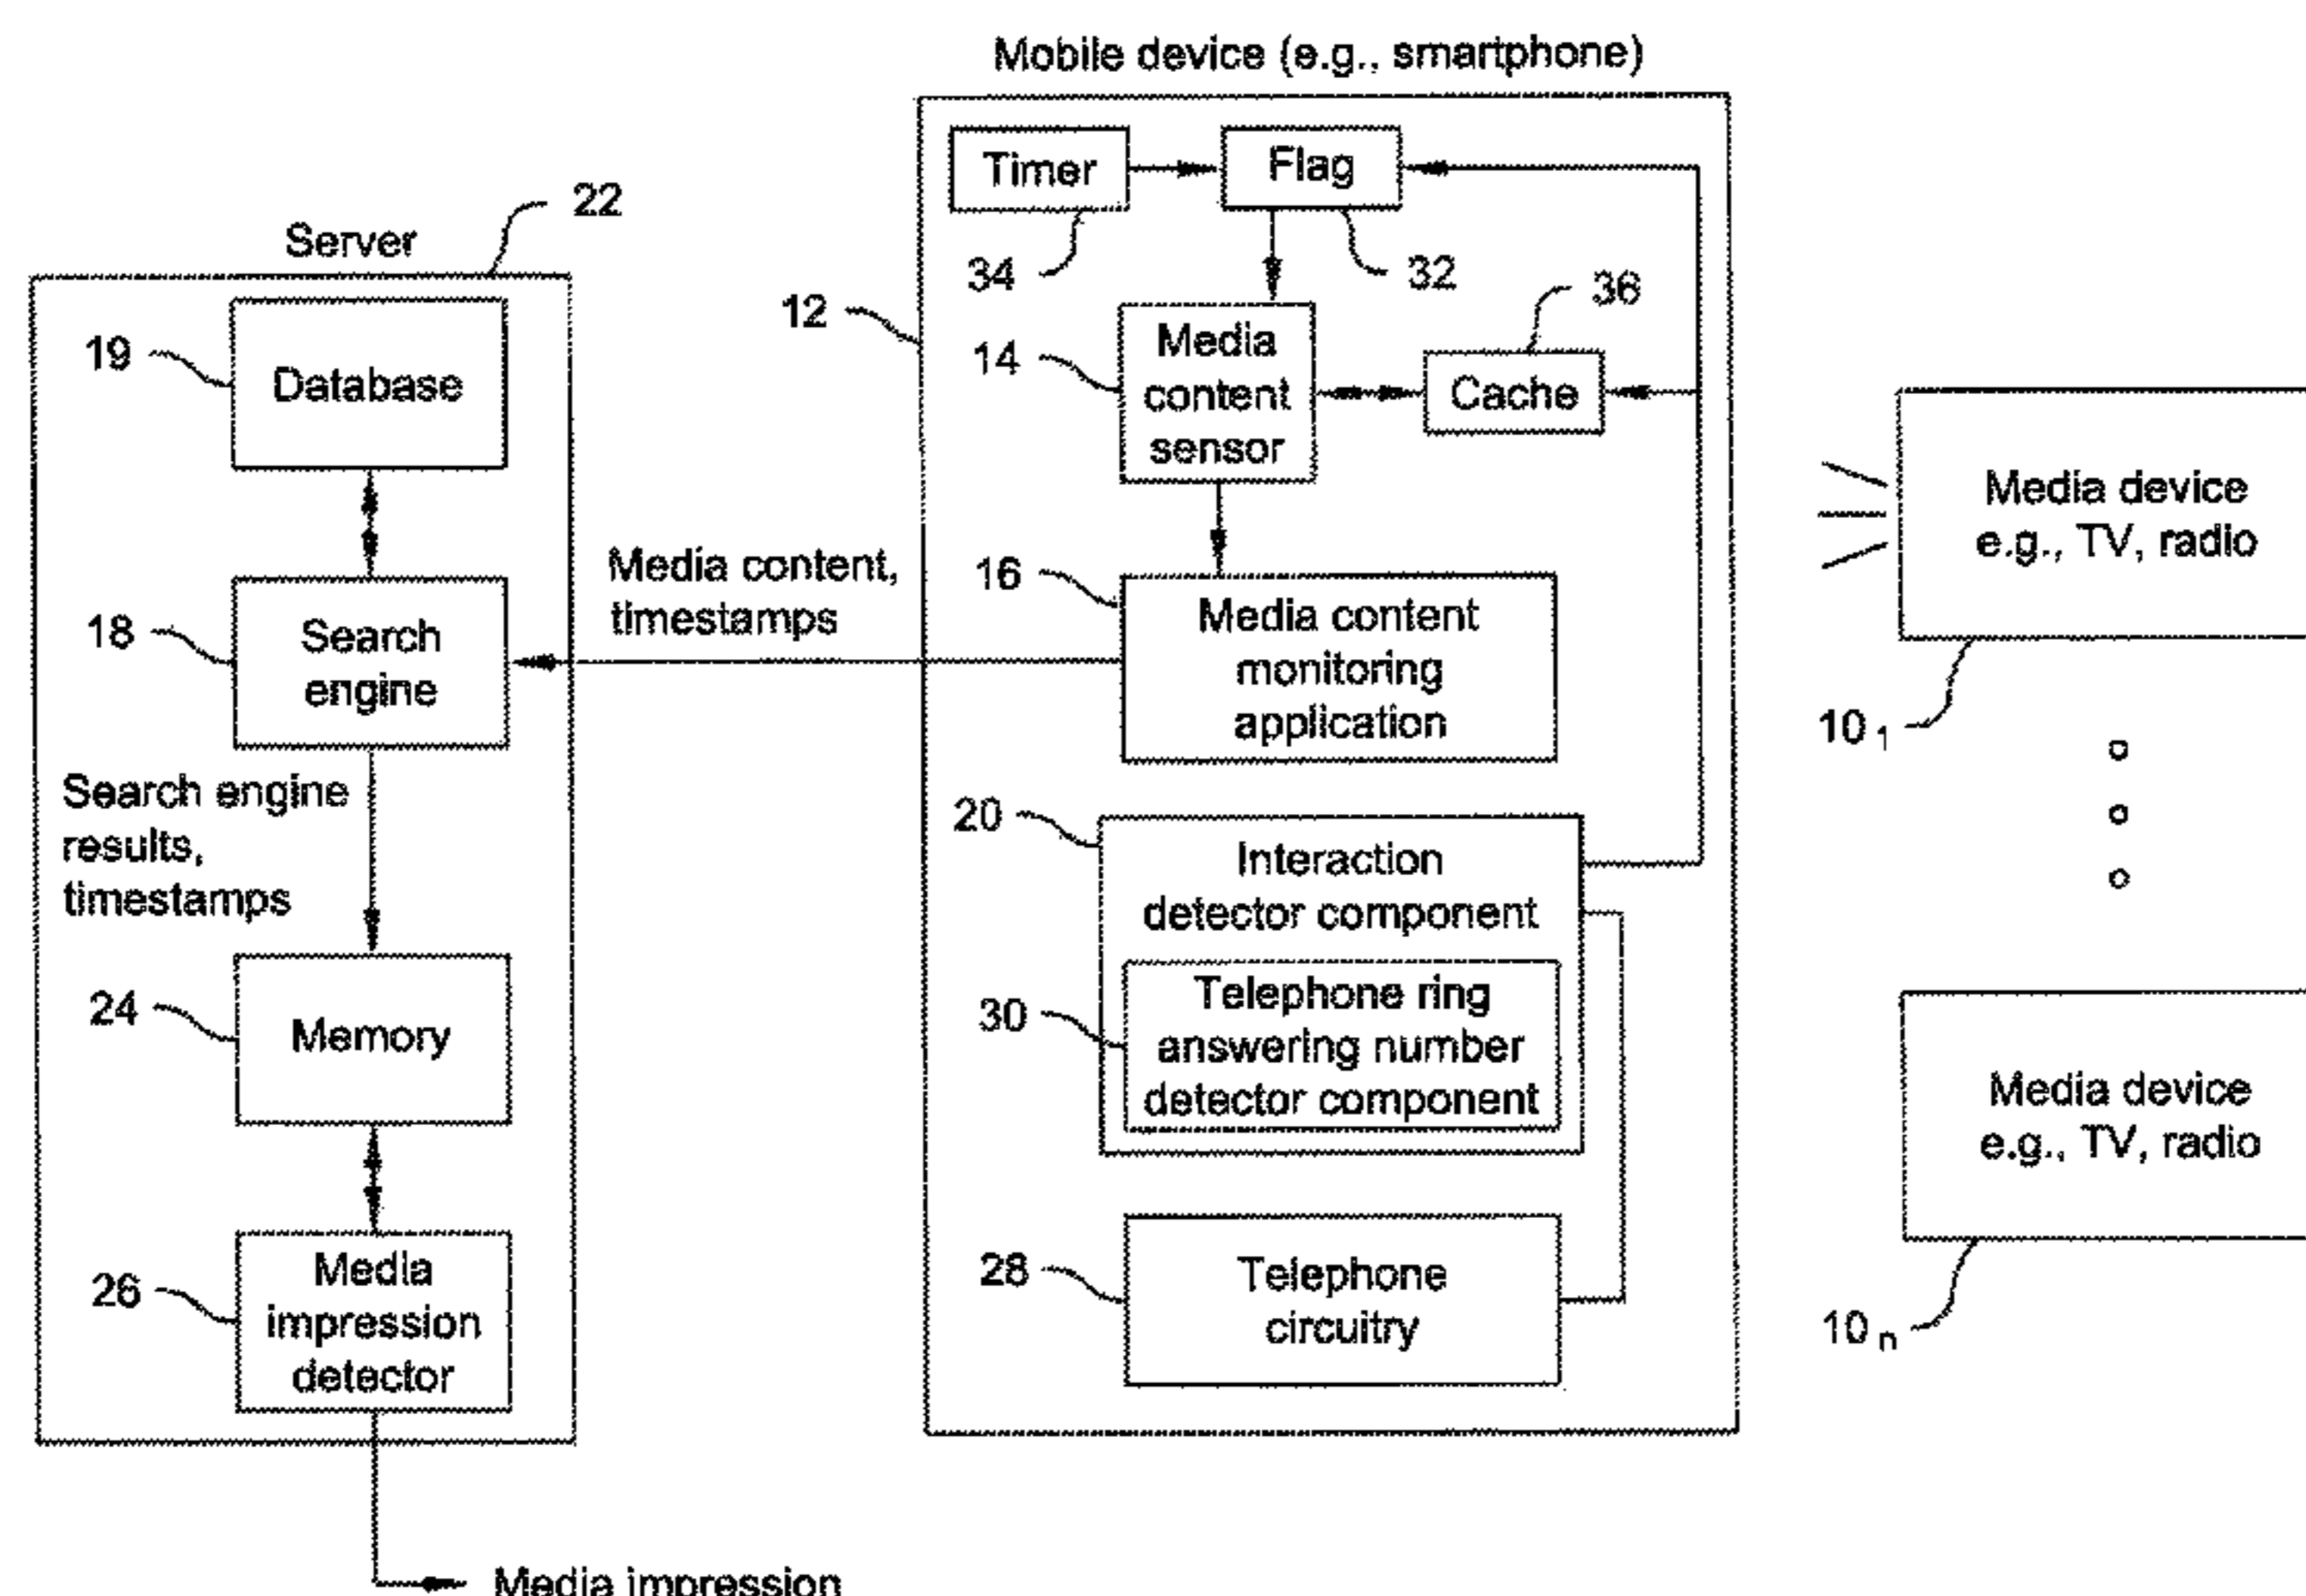 Mobile device (e.g., smartphone)
Timer
Flag
34
32
12
14
Media
content
sensor
36
Cache
16
Media content
monitoring
application
20
Interaction
detector component
30
Telephone ring
answering number
detector component
28
Telephone
circuitry
22
Server
19
Database
18
Search
engine
Media content,
timestamps
Search engine
results,
timestamps
24
Memory
26
Media
impression
detector
Media impression
Media device
e.g., TV, radio
10 1
Media device
e.g., TV, radio
10 n